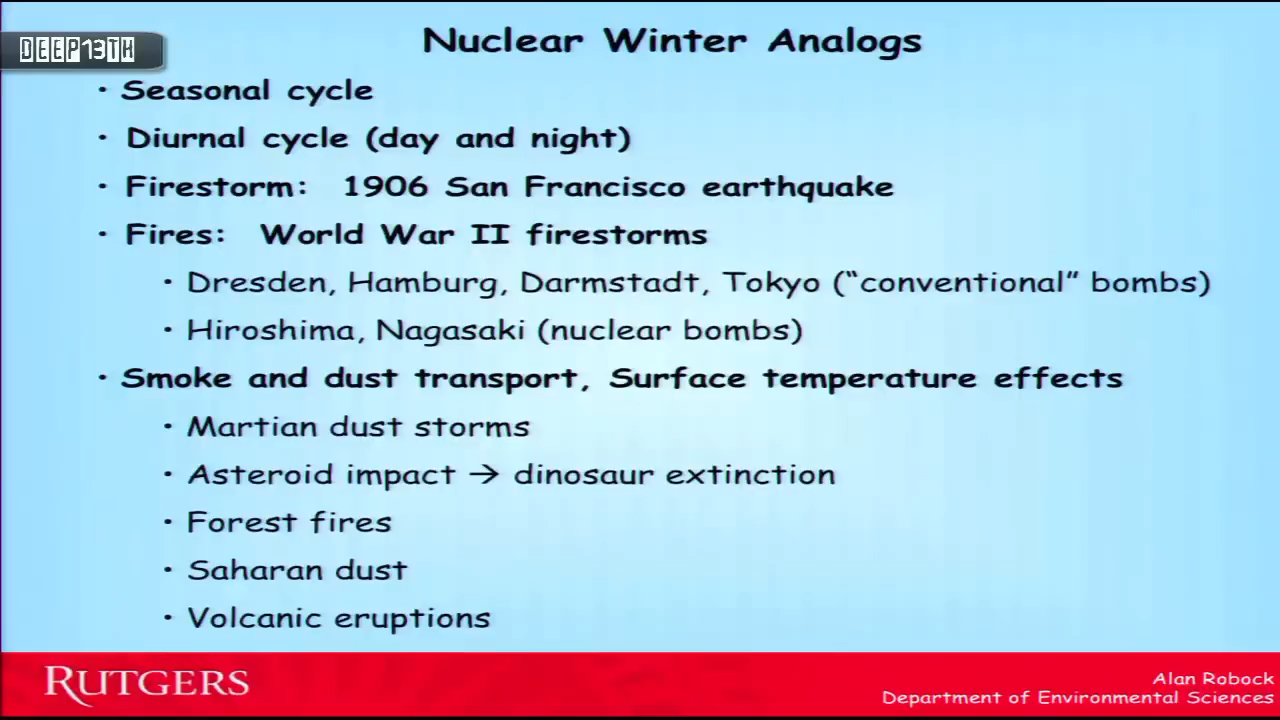 Nuclear Winter Analogs
DEEP13TH
• Seasonal cycle
• Diurnal cycle (day and night)
• Firestorm: 1906 San Francisco earthquake
• Fires: World War II firestorms
• Dresden, Hamburg, Darmstadt, Tokyo (“conventional” bombs)
• Hiroshima, Nagasaki (nuclear bombs)
• Smoke and dust transport, Surface temperature effects
• Martian dust storms
• Asteroid impact → dinosaur extinction
• Forest fires
• Saharan dust
• Volcanic eruptions
RUTGERS
Alan Robock
Department of Environmental Sciences